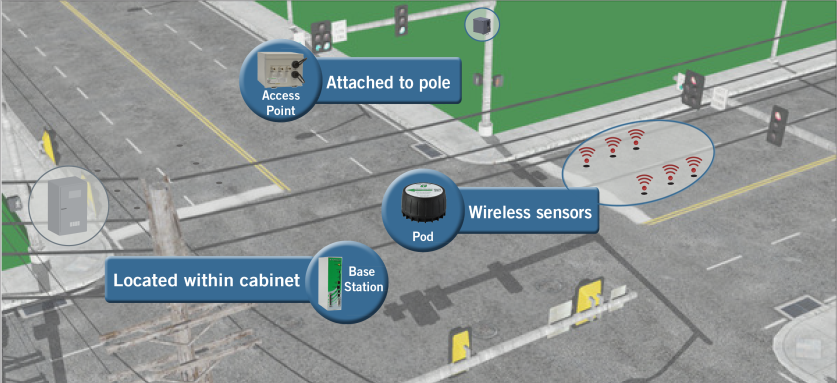 Access
Point
Attached to pole
Wireless sensors
Pod
Located within cabinet
Base
Station